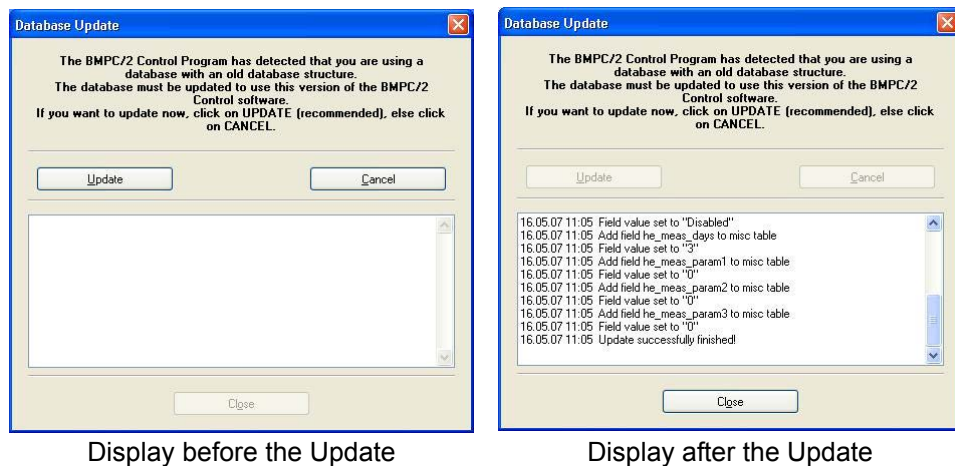 Database Update
The BMPC/2 Control Program has detected that you are using a
database with an old database structure.
The database must be updated to use this version of the BMPC/2
Control software.
If you want to update now, click on UPDATE (recommended), else click
on CANCEL.
Update
Cancel
Close
Display before the Update
Database Update
The BMPC/2 Control Program has detected that you are using a
database with an old database structure.
The database must be updated to use this version of the BMPC/2
Control software.
If you want to update now, click on UPDATE (recommended), else click
on CANCEL.
Update
Cancel
16.05.07 11:05 Field value set to "Disabled"
16.05.07 11:05 Add field he_meas_days to misc table
16.05.07 11:05 Field value set to "3"
16.05.07 11:05 Add field he_meas_param1 to misc table
16.05.07 11:05 Field value set to "0"
16.05.07 11:05 Add field he_meas_param2 to misc table
16.05.07 11:05 Field value set to "0"
16.05.07 11:05 Add field he_meas_param3 to misc table
16.05.07 11:05 Field value set to "0"
16.05.07 11:05 Update successfully finished!
Close
Display after the Update